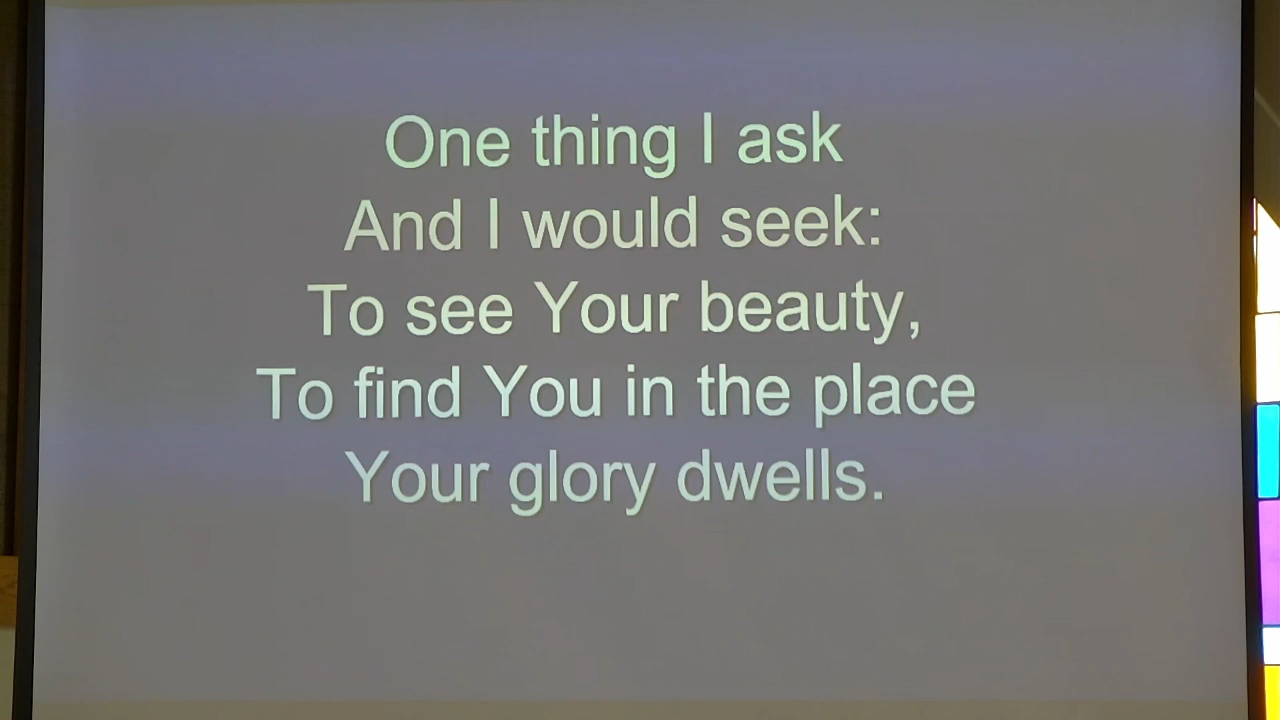 One thing I ask
And I would seek:
To see Your beauty,
To find You in the place
Your glory dwells.